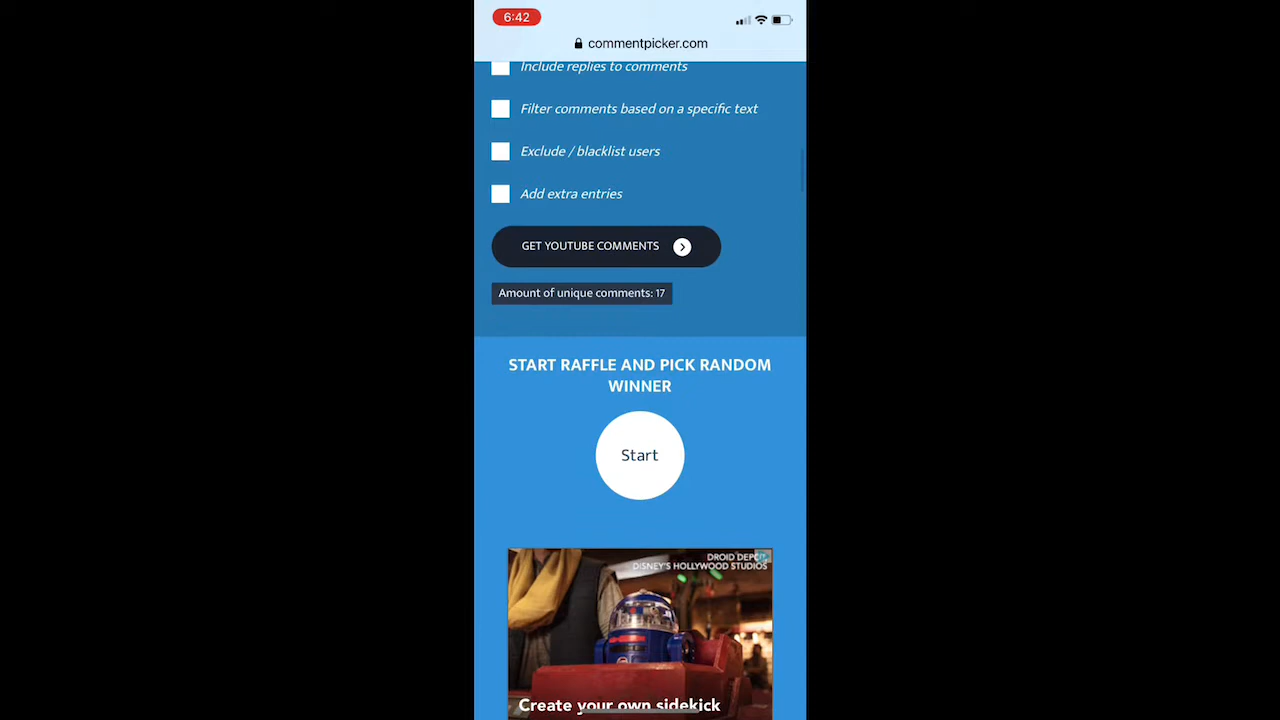 6:42
commentpicker.com
Include replies to comments
Filter comments based on a specific text
Exclude / blacklist users
Add extra entries
GET YOUTUBE COMMENTS
Amount of unique comments: 17
START RAFFLE AND PICK RANDOM
WINNER
Start
DROID DEPOT
DISNEY'S HOLLYWOOD STUDIOS
Create your own sidekick